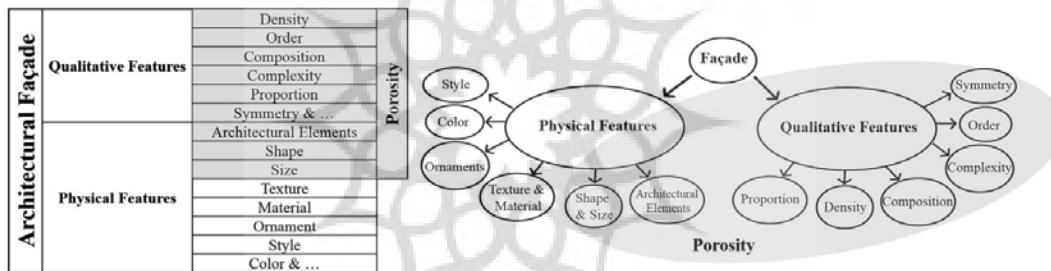 Architectural Façade
Qualitative Features
Density
Order
Composition
Complexity
Proportion
Symmetry & ...
Porosity
Physical Features
Architectural Elements
Shape
Size
Texture
Material
Ornament
Style
Color & ...
Façade
Physical Features
Style
Color
Ornaments
Texture &
Material
Shape
& Size
Architectural
Elements
Qualitative Features
Symmetry
Order
Complexity
Composition
Density
Proportion
Porosity